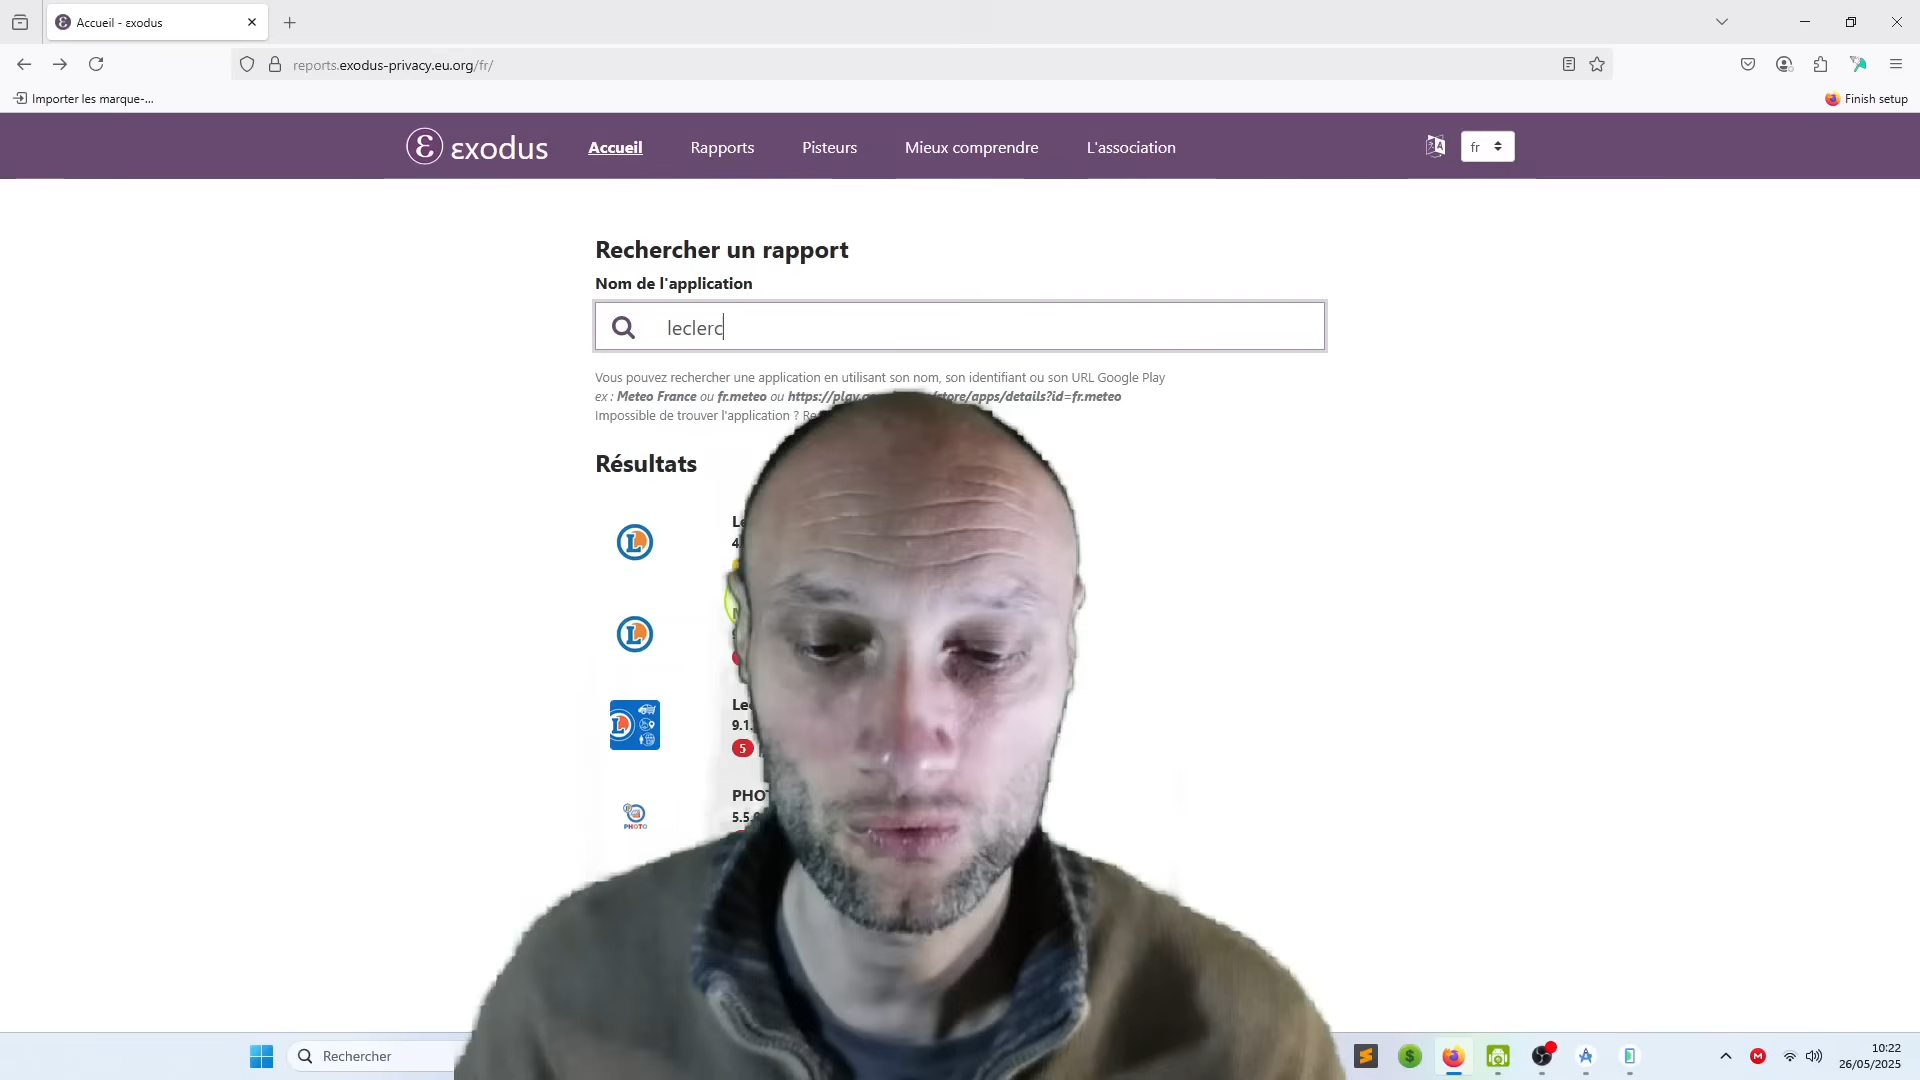 Accueil - εxodus
reports.exodus-privacy.eu.org/fr/
Importer les marque-...
Finish setup
εxodus
Accueil
Rapports
Pisteurs
Mieux comprendre
L'association
fr
Rechercher un rapport
Nom de l'application
leclerc
Vous pouvez rechercher une application en utilisant son nom, son identifiant ou son URL Google Play
ex : Meteo France ou fr.meteo ou https://play. store/apps/details?id=fr.meteo
Impossible de trouver l'application ?
Résultats
L
L
9.1.
5
PHOTO
Rechercher
10:22
26/05/2025